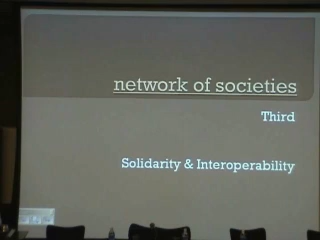 network of societies
Third
Solidarity & Interoperability